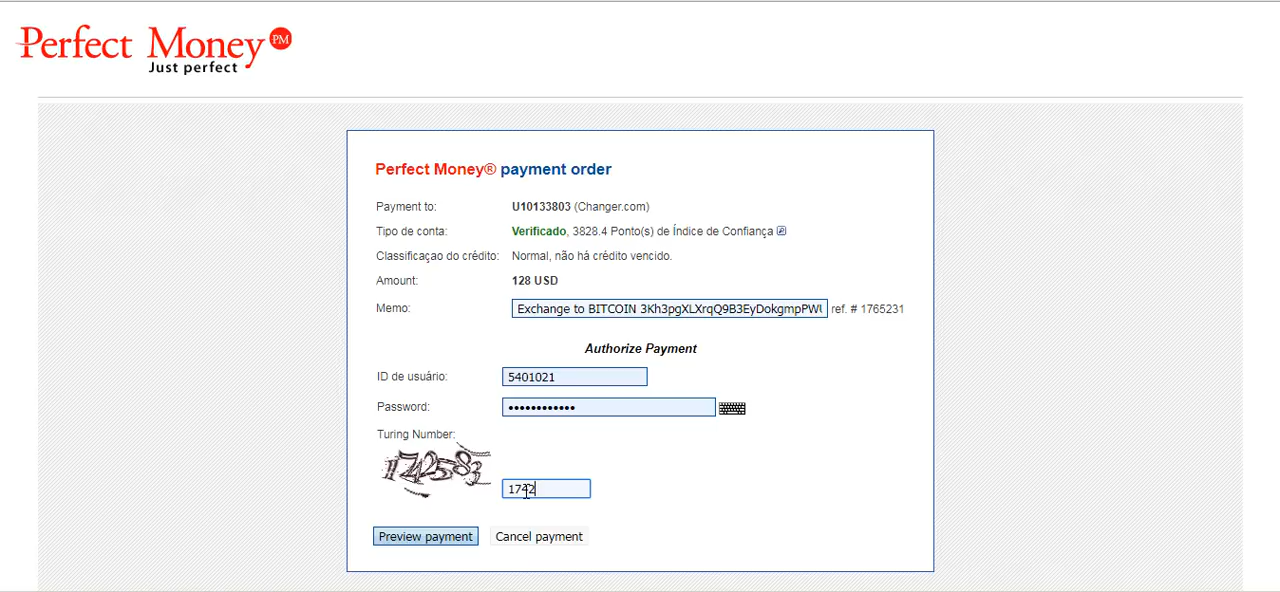 Perfect Money PM
Just perfect
Perfect Money® payment order
Payment to: U10133803 (Changer.com)
Tipo de conta: Verificado, 3828.4 Ponto(s) de Índice de Confiança
Classificaçao do crédito: Normal, não há crédito vencido.
Amount: 128 USD
Memo: Exchange to BITCOIN 3Kh3pgXLXrqQ9B3EyDokgmpPW ref. # 1765231
Authorize Payment
ID de usuário: 5401021
Password: ••••••••••••
Turing Number:
1742583
1742
Preview payment Cancel payment